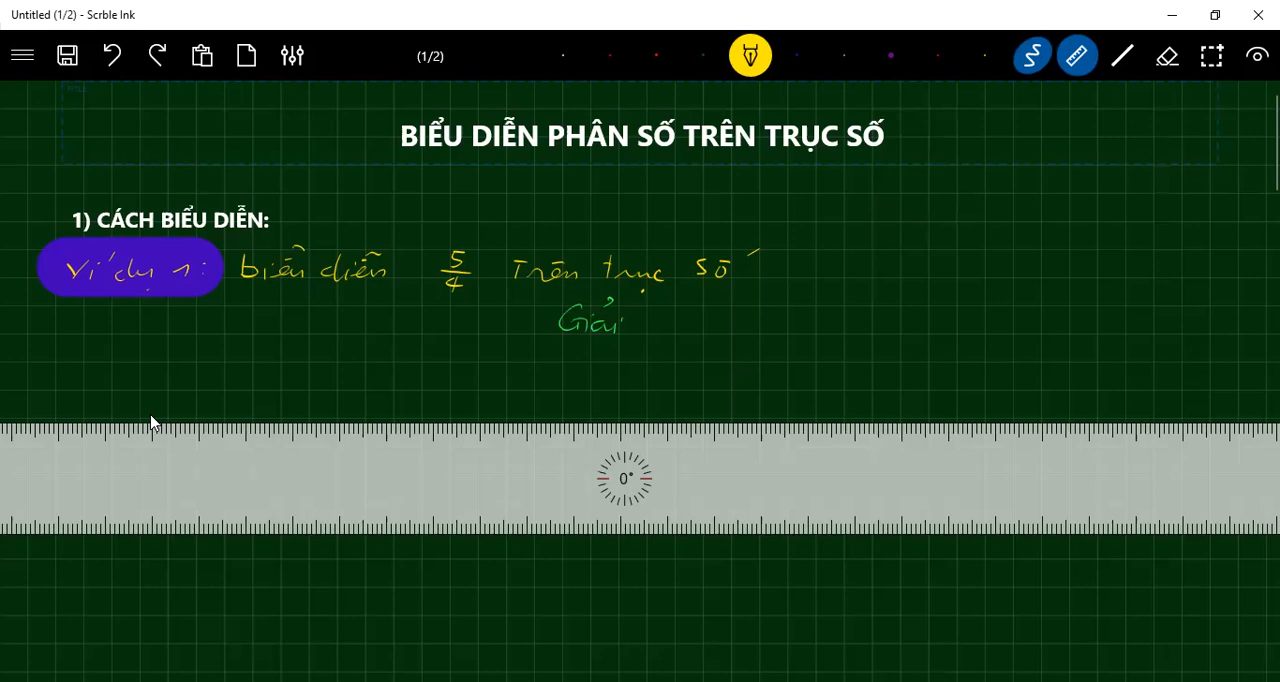 Untitled (1/2) - Scrble Ink
(1/2)
BIỂU DIỄN PHÂN SỐ TRÊN TRỤC SỐ
1) CÁCH BIỂU DIỄN:
Ví dụ 1: biểu diễn 5/4 Trên trục số
Giải
0°